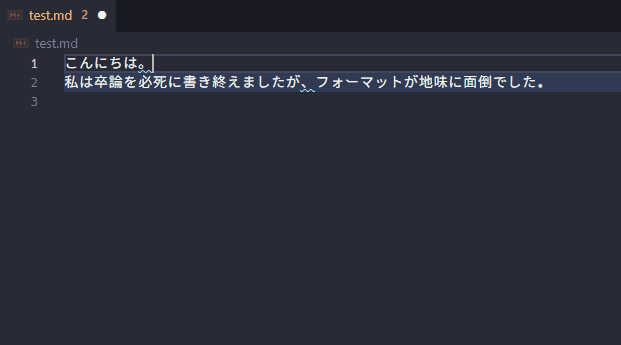 test.md 2
test.md
1 こんにちは。
2 私は卒論を必死に書き終えましたが、フォーマットが地味に面倒でした.
3